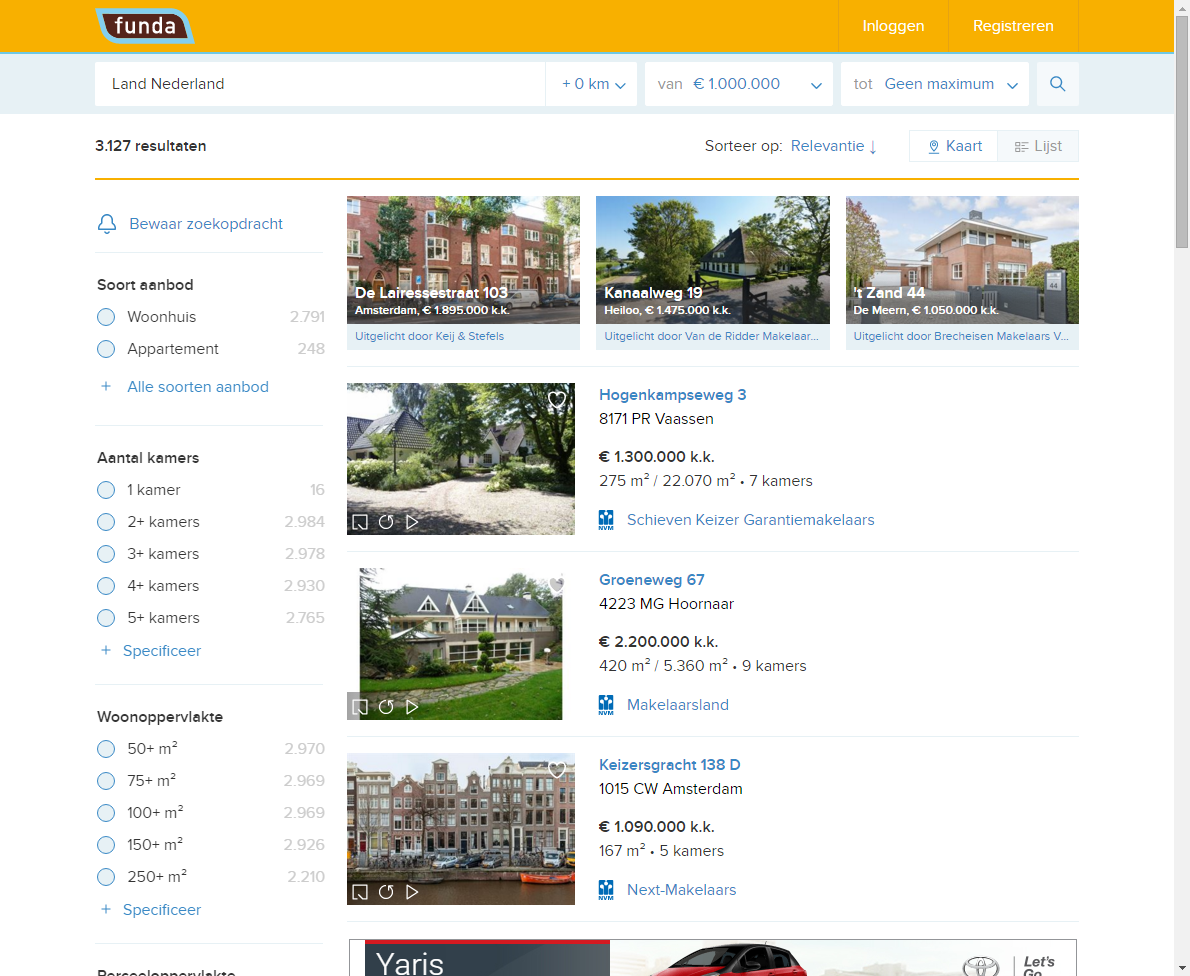 funda
Inloggen
Registreren
Land Nederland
+ 0 km
van € 1.000.000
tot Geen maximum
3.127 resultaten
Sorteer op: Relevantie ↓
Kaart
Lijst
Bewaar zoekopdracht
Soort aanbod
Woonhuis 2.791
Appartement 248
+ Alle soorten aanbod
Aantal kamers
1 kamer 16
2+ kamers 2.984
3+ kamers 2.978
4+ kamers 2.930
5+ kamers 2.765
+ Specificeer
Woonoppervlakte
50+ m² 2.970
75+ m² 2.969
100+ m² 2.969
150+ m² 2.926
250+ m² 2.210
+ Specificeer
Perceeloppervlakte
De Lairessestraat 103
Amsterdam, € 1.895.000 k.k.
Uitgelicht door Keij & Stefels
Kanaalweg 19
Heiloo, € 1.475.000 k.k.
Uitgelicht door Van de Ridder Makelaar...
't Zand 44
De Meern, € 1.050.000 k.k.
Uitgelicht door Brecheisen Makelaars V...
44
Hogenkampseweg 3
8171 PR Vaassen
€ 1.300.000 k.k.
275 m² / 22.070 m² • 7 kamers
NVM
Schieven Keizer Garantiemakelaars
Groeneweg 67
4223 MG Hoornaar
€ 2.200.000 k.k.
420 m² / 5.360 m² • 9 kamers
NVM
Makelaarsland
Keizersgracht 138 D
1015 CW Amsterdam
€ 1.090.000 k.k.
167 m² • 5 kamers
NVM
Next-Makelaars
Yaris
Let's
Go